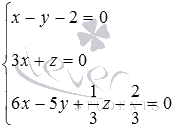 x - y - 2 = 0
3x + z = 0
6x - 5y + 1/3 z 2/3 = 0